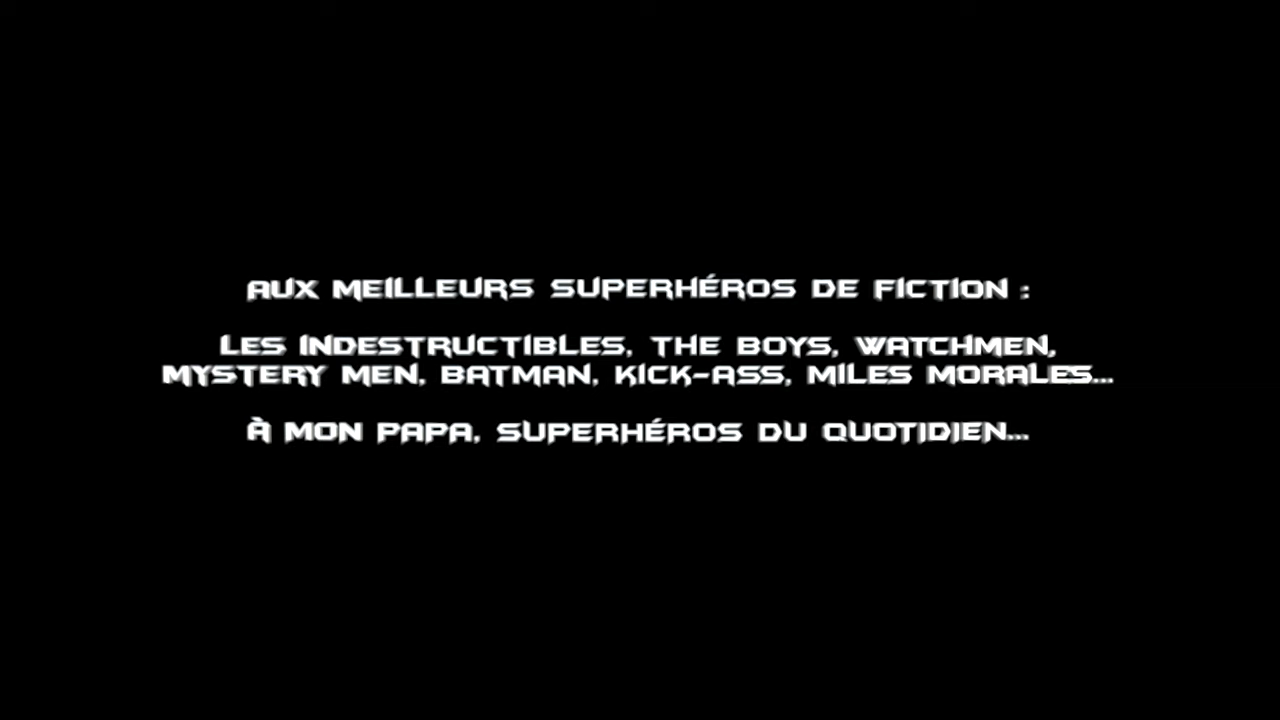 AUX MEILLEURS SUPERHÉROS DE FICTION :
LES INDESTRUCTIBLES, THE BOYS, WATCHMEN,
MYSTERY MEN, BATMAN, KICK-ASS, MILES MORALES...
À MON PAPA, SUPERHÉROS DU QUOTIDIEN...